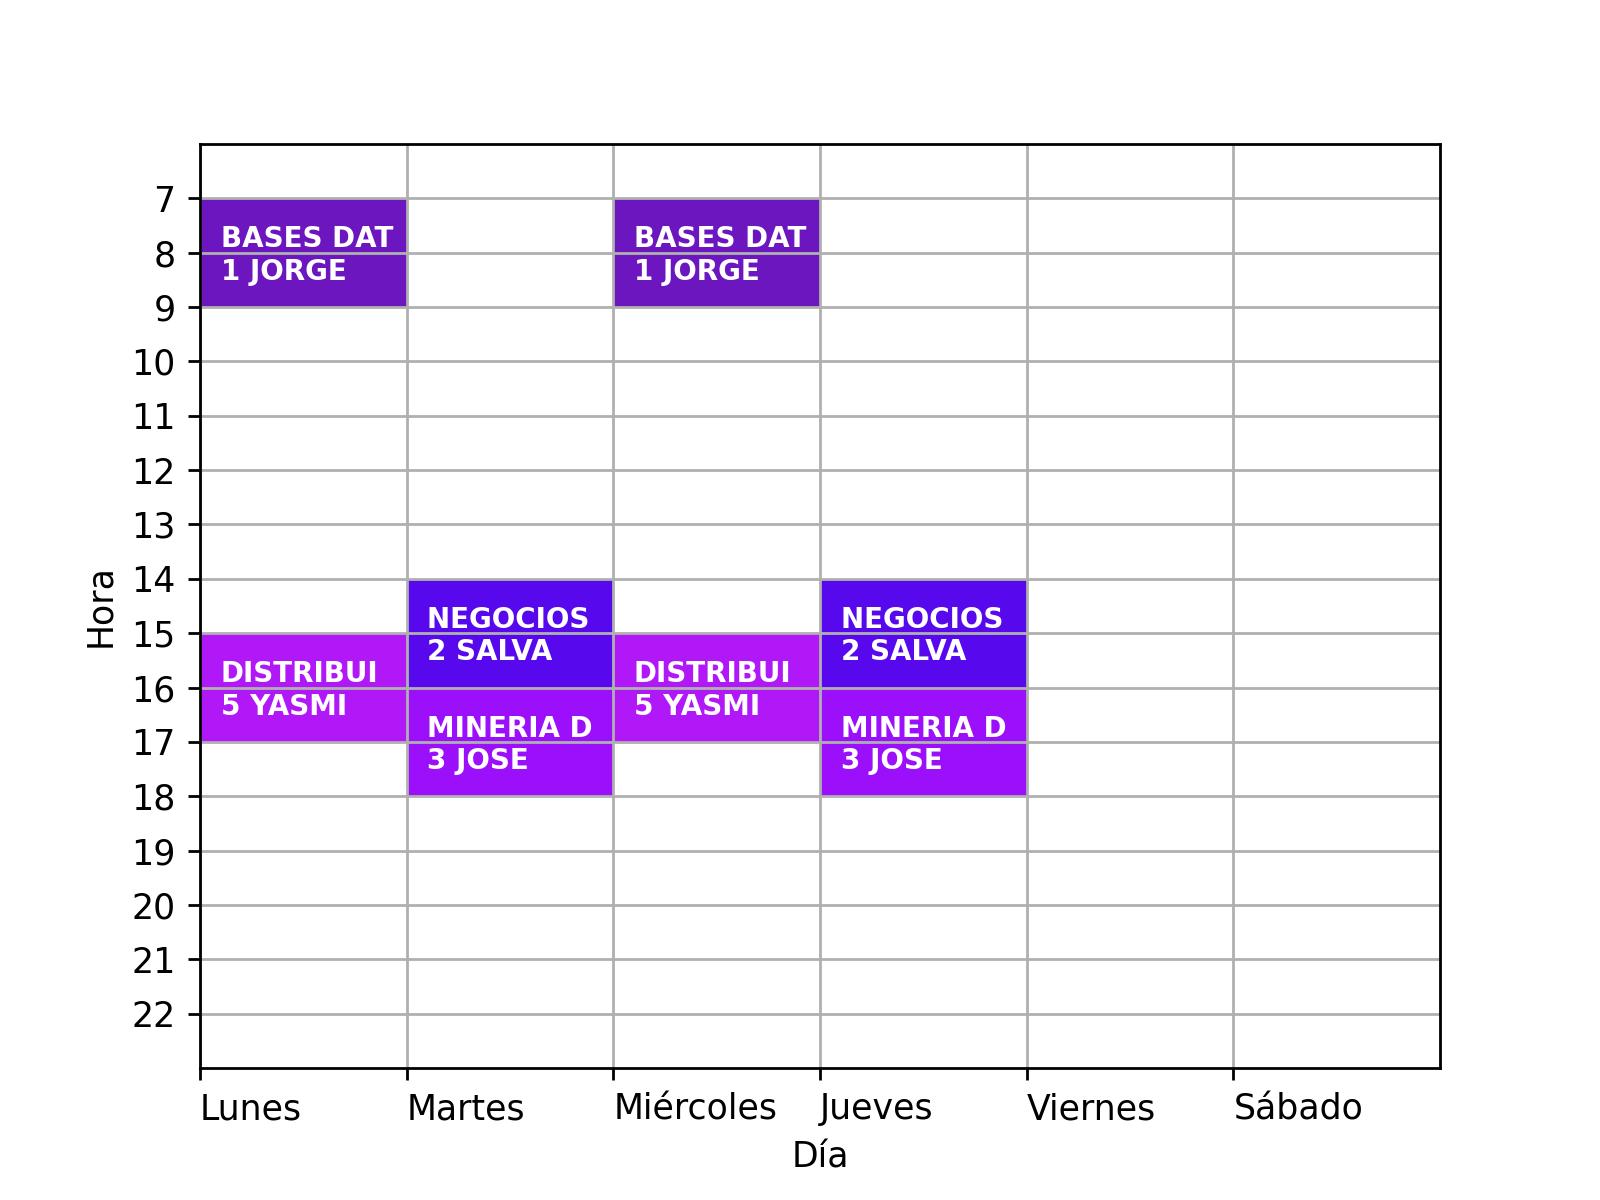 7
BASES DAT
1 JORGE
BASES DAT
1 JORGE
8
9
10
11
12
13
14
NEGOCIOS
2 SALVA
NEGOCIOS
2 SALVA
Hora
15
DISTRIBUI
5 YASMI
DISTRIBUI
5 YASMI
16
MINERIA D
3 JOSE
MINERIA D
3 JOSE
17
18
19
20
21
22
Lunes
Martes
Miércoles
Jueves
Viernes
Sábado
Día